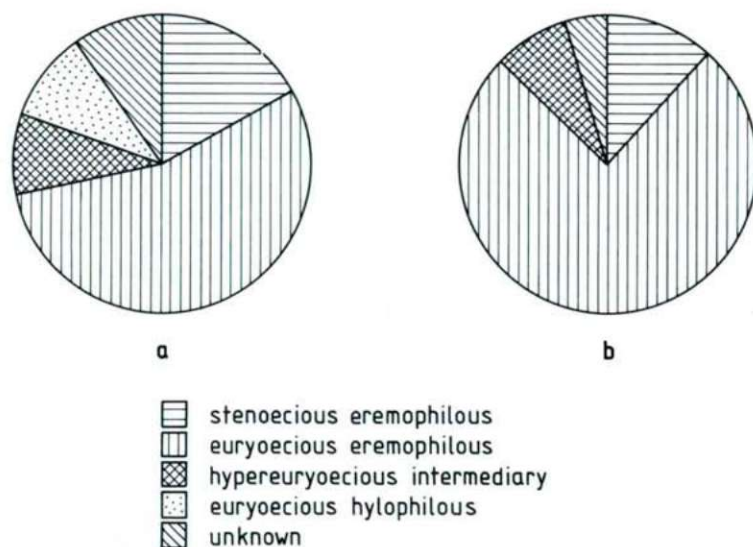 a
b
stenoecious eremophilous
euryoecious eremophilous
hypereuryoecious intermediary
euryoecious hylophilous
unknown